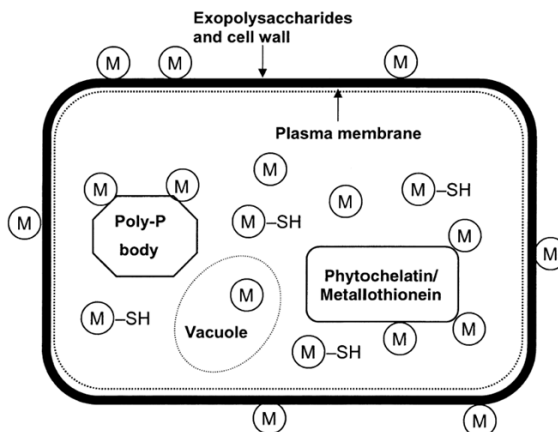 Exopolysaccharides
and cell wall
M
M
M
Plasma membrane
M
M
M
M
M
–SH
Poly-P
body
M
–SH
M
M
M
Phytochelatin/
Metallothionein
M
M
–SH
Vacuole
M
M
M
–SH
M
M